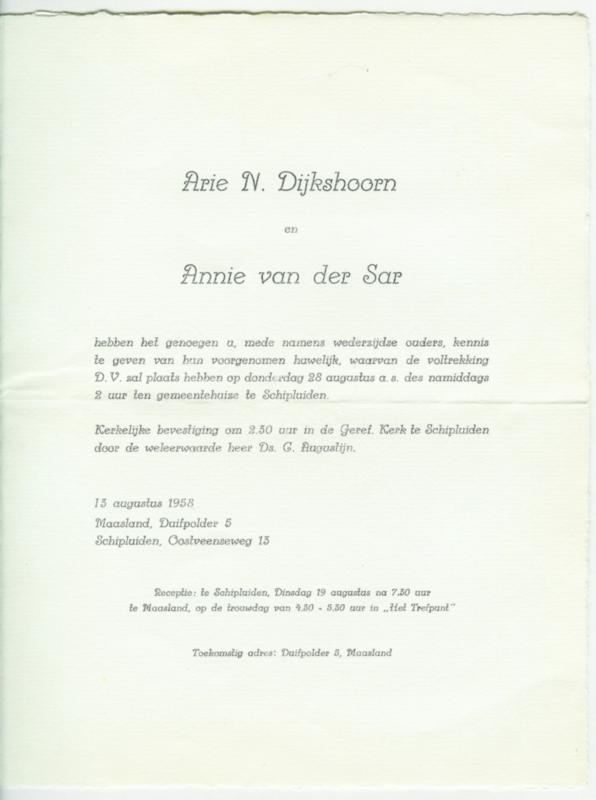 Arie N. Dijkshoorn
en
Annie van der Sar
hebben het genoegen u, mede namens wederzijdse ouders, kennis
te geven van hun voorgenomen huwelijk, waarvan de voltrekking
D.V. zal plaats hebben op donderdag 28 augustus a.s. des namiddags
2 uur ten gemeentehuize te Schipluiden.
Kerkelijke bevestiging om 2.30 uur in de Geref. Kerk te Schipluiden
door de weleerwaarde heer Ds. G. Augustijn.
13 augustus 1958
Maasland, Duifpolder 5
Schipluiden, Oostveenseweg 13
Receptie: te Schipluiden, Dinsdag 19 augustus na 7.30 uur
te Maasland, op de trouwdag van 4.30 - 5.30 uur in „Het Trefpunt"
Toekomstig adres: Duifpolder 3, Maasland